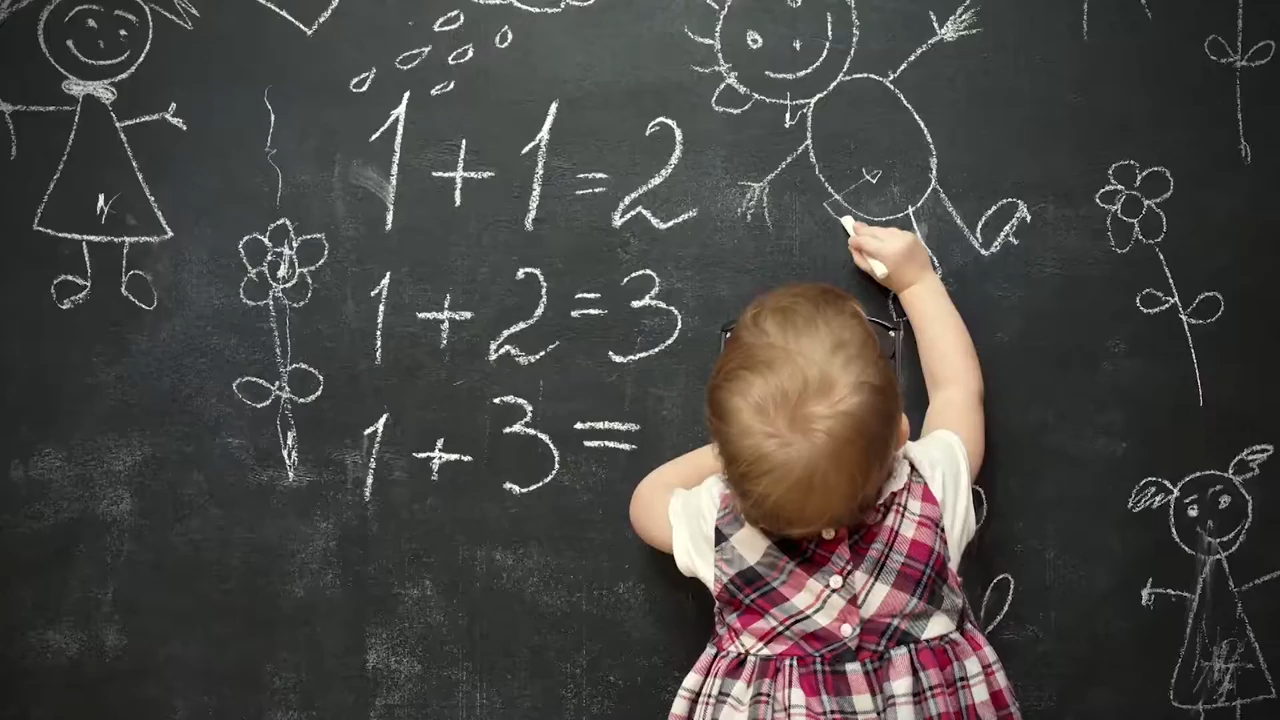 1 + 1 = 2
1 + 2 = 3
1 + 3 =